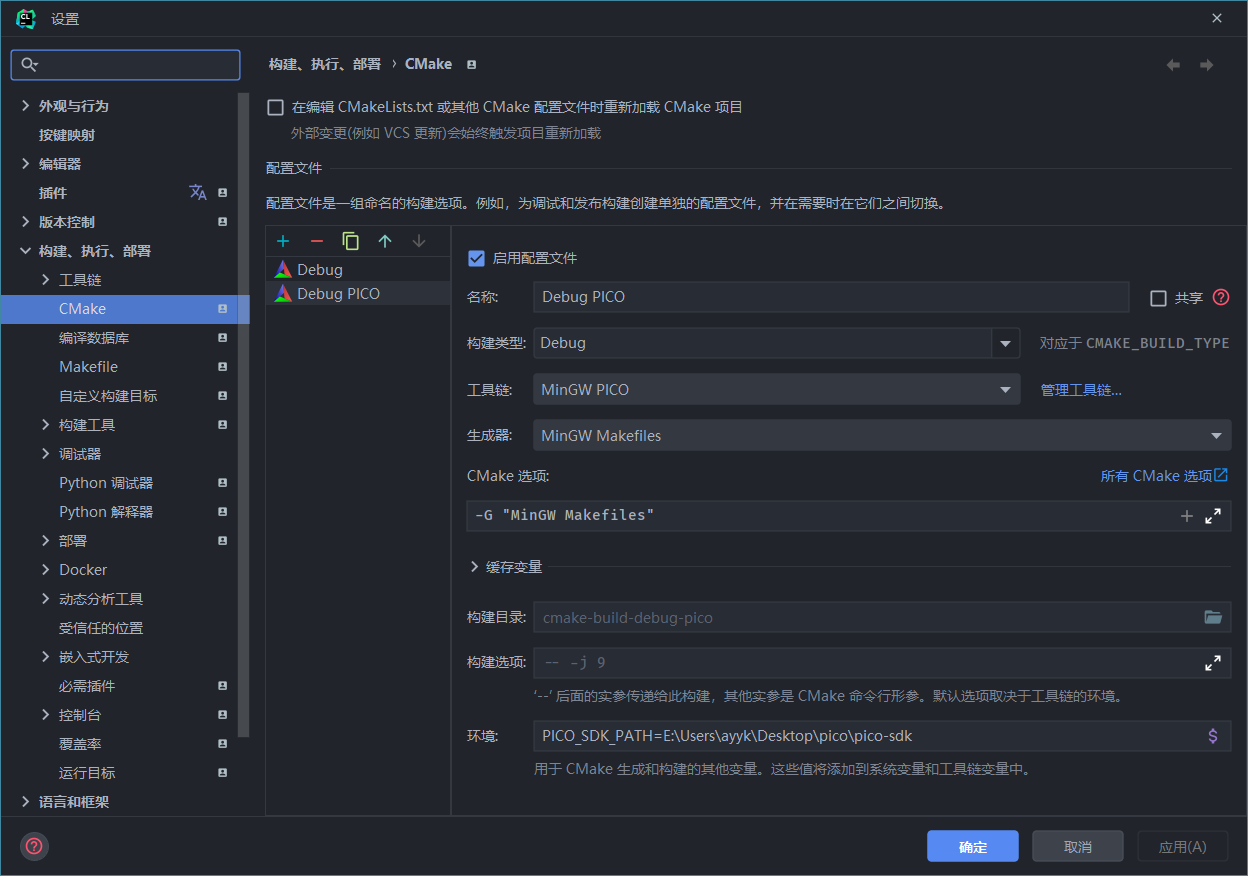 设置
构建、执行、部署 › CMake
外观与行为
按键映射
编辑器
插件
版本控制
构建、执行、部署
工具链
CMake
编译数据库
Makefile
自定义构建目标
构建工具
调试器
Python 调试器
Python 解释器
部署
Docker
动态分析工具
受信任的位置
嵌入式开发
必需插件
控制台
覆盖率
运行目标
语言和框架
在编辑 CMakeLists.txt 或其他 CMake 配置文件时重新加载 CMake 项目
外部变更(例如 VCS 更新)会始终触发项目重新加载
配置文件
配置文件是一组命名的构建选项。例如，为调试和发布构建创建单独的配置文件，并在需要时在它们之间切换。
Debug
Debug PICO
启用配置文件
名称: Debug PICO 共享
构建类型: Debug 对应于 CMAKE_BUILD_TYPE
工具链: MinGW PICO 管理工具链...
生成器: MinGW Makefiles
CMake 选项: 所有 CMake 选项
-G "MinGW Makefiles"
缓存变量
构建目录: cmake-build-debug-pico
构建选项: -- -j 9
‘--’ 后面的实参传递给此构建，其他实参是 CMake 命令行形参。默认选项取决于工具链的环境。
环境: PICO_SDK_PATH=E:\Users\ayyk\Desktop\pico\pico-sdk
用于 CMake 生成和构建的其他变量。这些值将添加到系统变量和工具链变量中。
确定 取消 应用(A)